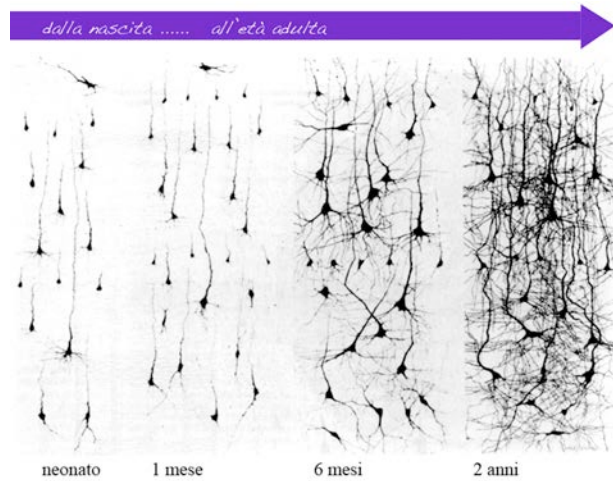 dalla nascita ...... all'età adulta
neonato 1 mese 6 mesi 2 anni